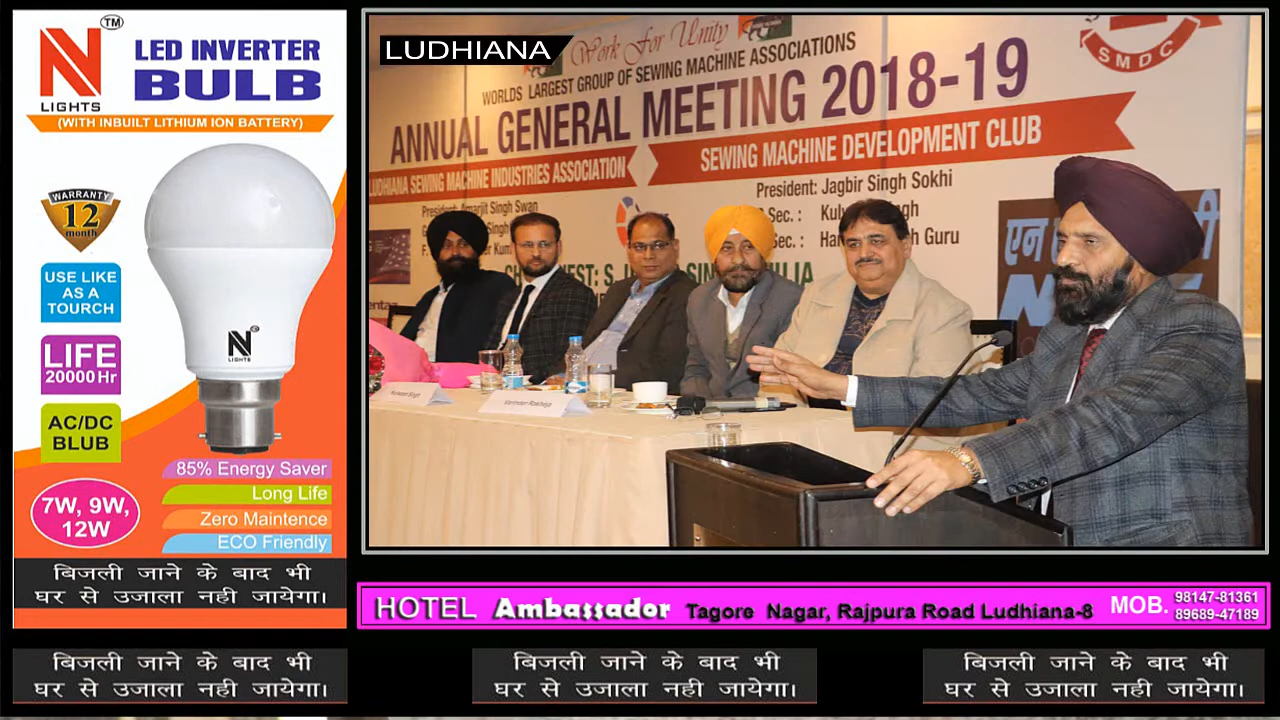 N TM
LIGHTS
LED INVERTER
BULB
(WITH INBUILT LITHIUM ION BATTERY)
WARRANTY
12
month
USE LIKE
AS A
TOURCH
LIFE
20000 Hr
AC/DC
BLUB
N
LIGHTS
7W, 9W,
12W
85% Energy Saver
Long Life
Zero Maintence
ECO Friendly
बिजली जाने के बाद भी
घर से उजाला नही जायेगा।
LUDHIANA
Work For Unity
WORLDS LARGEST GROUP OF SEWING MACHINE ASSOCIATIONS
ANNUAL GENERAL MEETING 2018-19
SMDC
LUDHIANA SEWING MACHINE INDUSTRIES ASSOCIATION
SEWING MACHINE DEVELOPMENT CLUB
President: Amarjit Singh Swan
President: Jagbir Singh Sokhi
Sec. :
Sec. : Guru
HOTEL Ambassador Tagore Nagar, Rajpura Road Ludhiana-8 MOB. 98147-81361
89689-47189
बिजली जाने के बाद भी
घर से उजाला नही जायेगा।
बिजली जाने के बाद भी
घर से उजाला नही जायेगा।
बिजली जाने के बाद भी
घर से उजाला नही जायेगा।